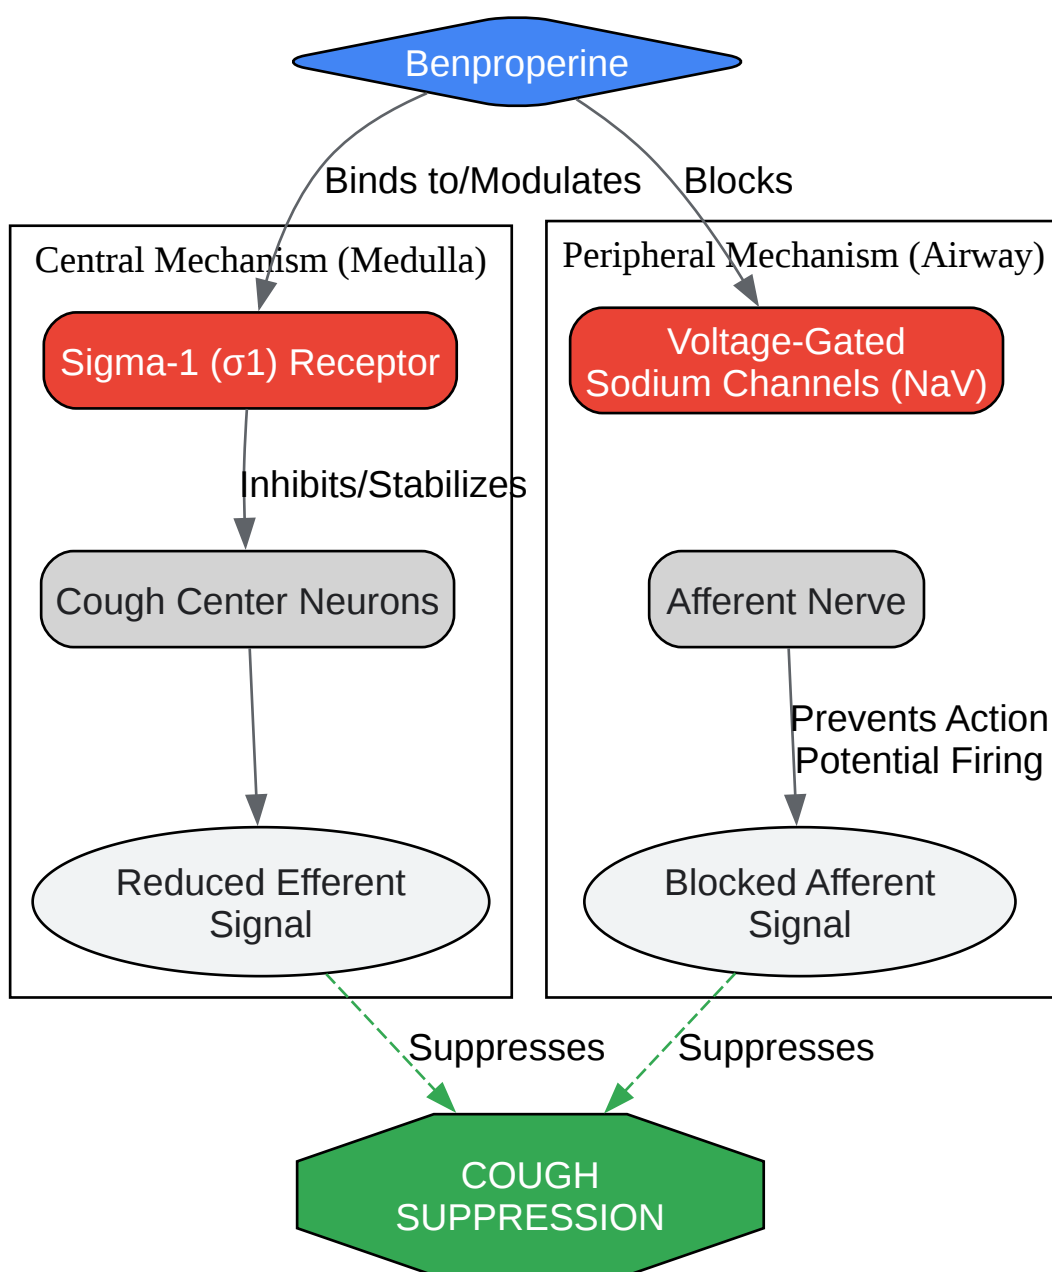 Benproperine
Binds to/Modulates
Blocks
Central Mechanism (Medulla)
Peripheral Mechanism (Airway)
Sigma-1 (σ1) Receptor
Voltage-Gated
Sodium Channels (NaV)
Inhibits/Stabilizes
Cough Center Neurons
Afferent Nerve
Prevents Action
Potential Firing
Reduced Efferent
Signal
Blocked Afferent
Signal
Suppresses
Suppresses
COUGH
SUPPRESSION